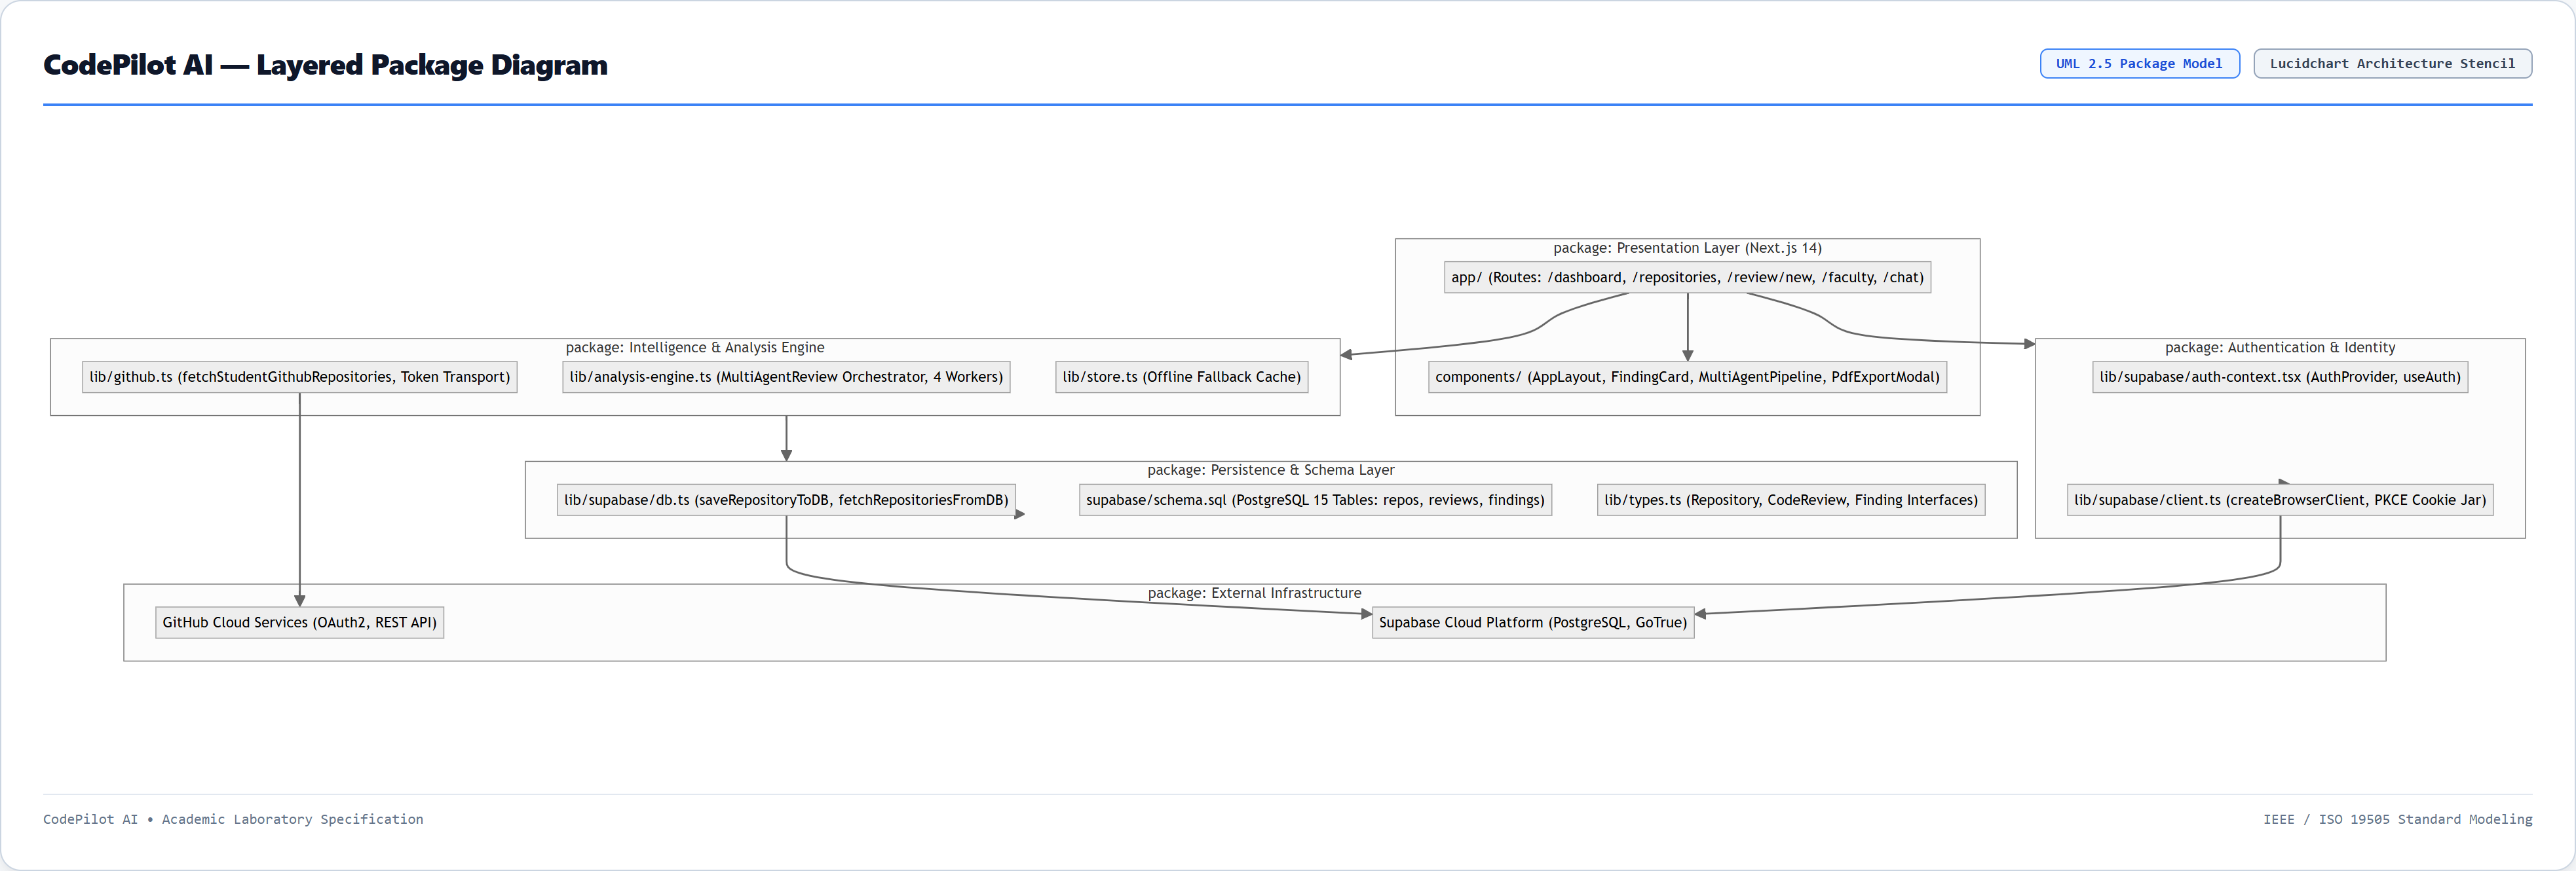 CodePilot AI — Layered Package Diagram
UML 2.5 Package Model
Lucidchart Architecture Stencil
package: Presentation Layer (Next.js 14)
app/ (Routes: /dashboard, /repositories, /review/new, /faculty, /chat)
components/ (AppLayout, FindingCard, MultiAgentPipeline, PdfExportModal)
package: Intelligence & Analysis Engine
lib/github.ts (fetchStudentGithubRepositories, Token Transport)
lib/analysis-engine.ts (MultiAgentReview Orchestrator, 4 Workers)
lib/store.ts (Offline Fallback Cache)
package: Authentication & Identity
lib/supabase/auth-context.tsx (AuthProvider, useAuth)
lib/supabase/client.ts (createBrowserClient, PKCE Cookie Jar)
package: Persistence & Schema Layer
lib/supabase/db.ts (saveRepositoryToDB, fetchRepositoriesFromDB)
supabase/schema.sql (PostgreSQL 15 Tables: repos, reviews, findings)
lib/types.ts (Repository, CodeReview, Finding Interfaces)
package: External Infrastructure
GitHub Cloud Services (OAuth2, REST API)
Supabase Cloud Platform (PostgreSQL, GoTrue)
CodePilot AI • Academic Laboratory Specification
IEEE / ISO 19505 Standard Modeling